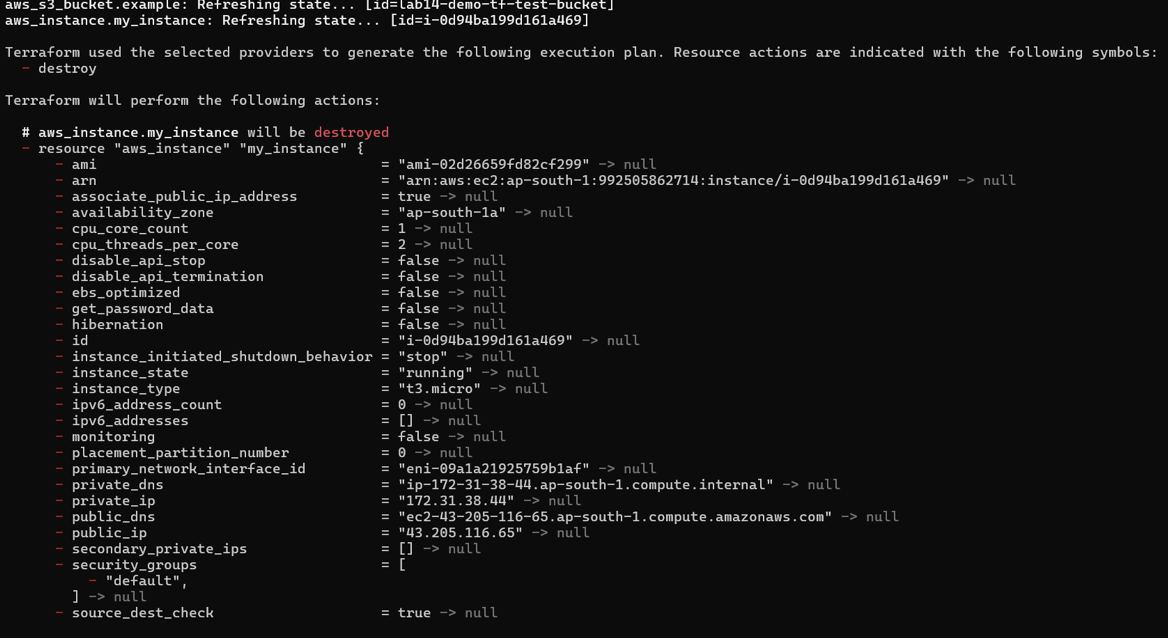 aws_s3_bucket.example: Refreshing state... [id=lab14-demo-tf-test-bucket]
aws_instance.my_instance: Refreshing state... [id=i-0d94ba199d161a469]
Terraform used the selected providers to generate the following execution plan. Resource actions are indicated with the following symbols:
- destroy
Terraform will perform the following actions:
# aws_instance.my_instance will be destroyed
- resource "aws_instance" "my_instance" {
- ami = "ami-02d26659fd82cf299" -> null
- arn = "arn:aws:ec2:ap-south-1:992505862714:instance/i-0d94ba199d161a469" -> null
- associate_public_ip_address = true -> null
- availability_zone = "ap-south-1a" -> null
- cpu_core_count = 1 -> null
- cpu_threads_per_core = 2 -> null
- disable_api_stop = false -> null
- disable_api_termination = false -> null
- ebs_optimized = false -> null
- get_password_data = false -> null
- hibernation = false -> null
- id = "i-0d94ba199d161a469" -> null
- instance_initiated_shutdown_behavior = "stop" -> null
- instance_state = "running" -> null
- instance_type = "t3.micro" -> null
- ipv6_address_count = 0 -> null
- ipv6_addresses = [] -> null
- monitoring = false -> null
- placement_partition_number = 0 -> null
- primary_network_interface_id = "eni-09a1a21925759b1af" -> null
- private_dns = "ip-172-31-38-44.ap-south-1.compute.internal" -> null
- private_ip = "172.31.38.44" -> null
- public_dns = "ec2-43-205-116-65.ap-south-1.compute.amazonaws.com" -> null
- public_ip = "43.205.116.65" -> null
- secondary_private_ips = [] -> null
- security_groups = [
- "default",
] -> null
- source_dest_check = true -> null